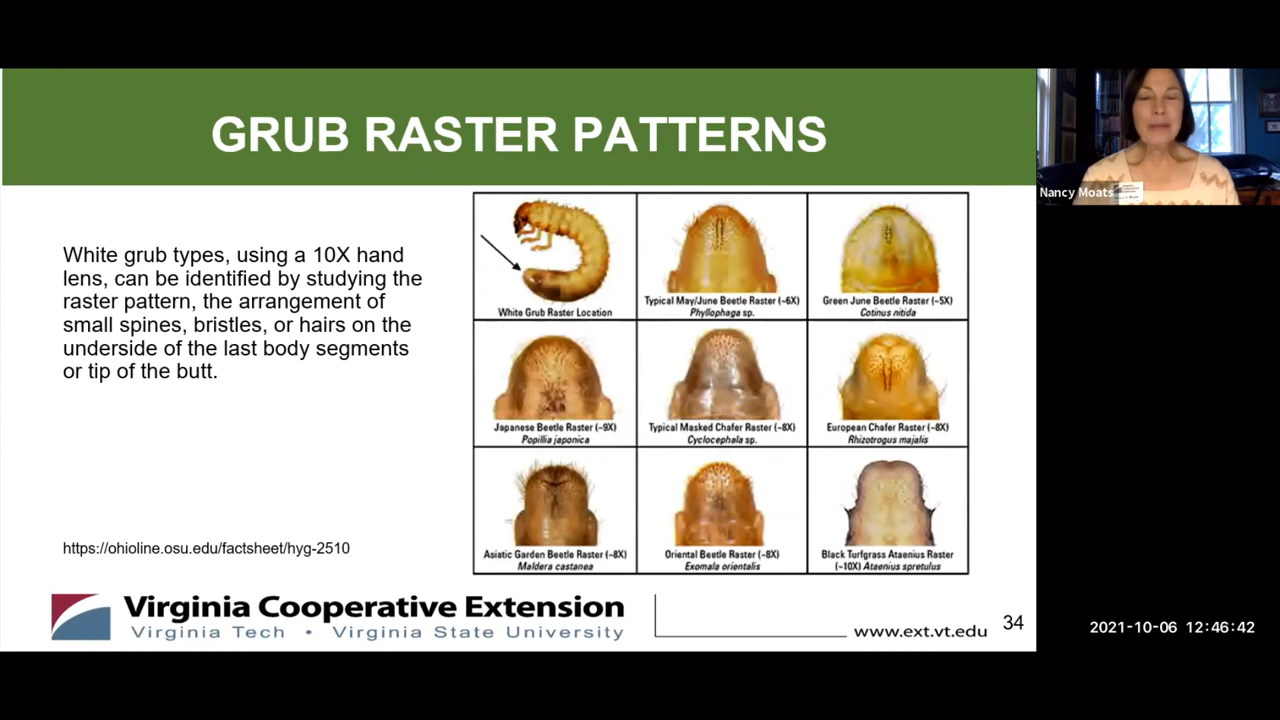 GRUB RASTER PATTERNS
White grub types, using a 10X hand
lens, can be identified by studying the
raster pattern, the arrangement of
small spines, bristles, or hairs on the
underside of the last body segments
or tip of the butt.
https://ohioline.osu.edu/factsheet/hyg-2510
White Grub Raster Location
Typical May/June Beetle Raster (~6X)
Phyllophaga sp.
Green June Beetle Raster (~5X)
Cotinus nitida
Japanese Beetle Raster (~9X)
Popillia japonica
Typical Masked Chafer Raster (~8X)
Cyclocephala sp.
European Chafer Raster (~8X)
Rhizotrogus majalis
Asiatic Garden Beetle Raster (~8X)
Maldera castanea
Oriental Beetle Raster (~8X)
Exomala orientalis
Black Turfgrass Ataenius Raster
(~10X) Ataenius spretulus
Virginia Cooperative Extension
Virginia Tech • Virginia State University
www.ext.vt.edu
34
Nancy Moats
2021-10-06 12:46:42